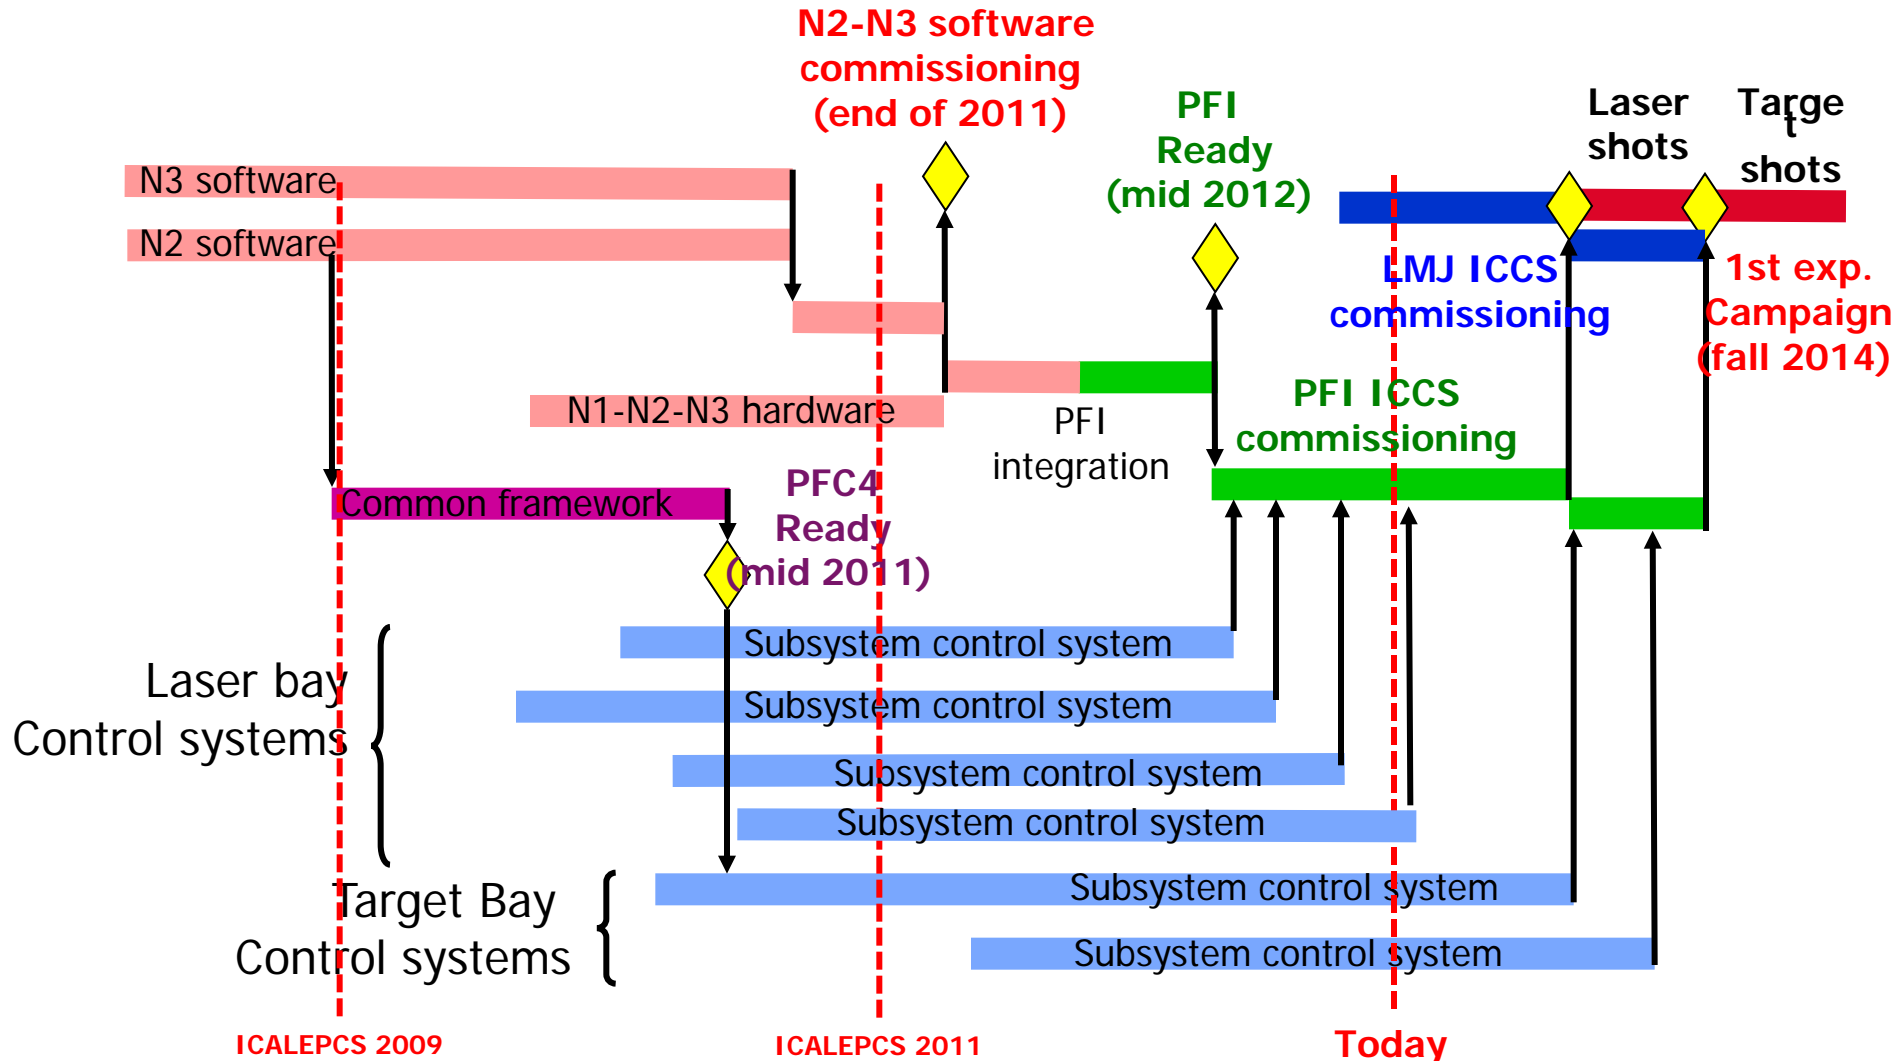 N2-N3 software
commissioning
(end of 2011)
PFI
Ready
(mid 2012)
Laser
shots
Targe
t
shots
N3 software
N2 software
LMJ ICCS
commissioning
1st exp.
Campaign
(fall 2014)
N1-N2-N3 hardware
PFI
integration
PFI ICCS
commissioning
Common framework
PFC4
Ready
(mid 2011)
Laser bay
Control systems
Subsystem control system
Subsystem control system
Subsystem control system
Subsystem control system
Target Bay
Control systems
Subsystem control system
Subsystem control system
ICALEPCS 2009
ICALEPCS 2011
Today